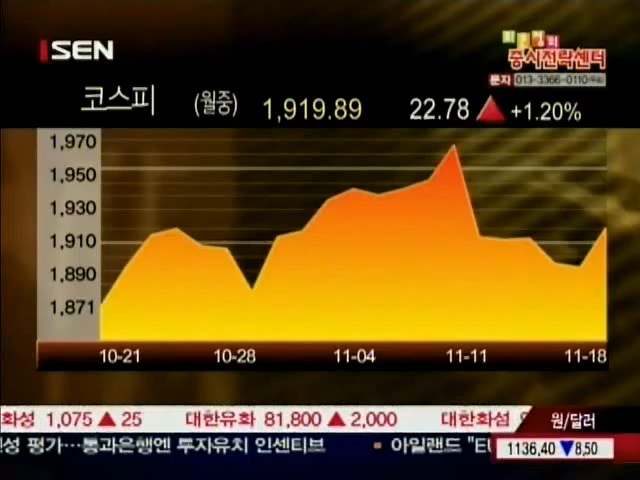 SEN
증시전략센터
문자 013-3366-0110
코스피 (월중) 1,919.89 22.78 ▲ +1.20%
1,970
1,950
1,930
1,910
1,890
1,871
10-21 10-28 11-04 11-11 11-18
화성 1,075 ▲ 25 대한유화 81,800 ▲ 2,000 대한화섬
원/달러
신성 평가…통과은행엔 투자유치 인센티브 ▪ 아일랜드 "EU
1136,40 ▼ 8,50